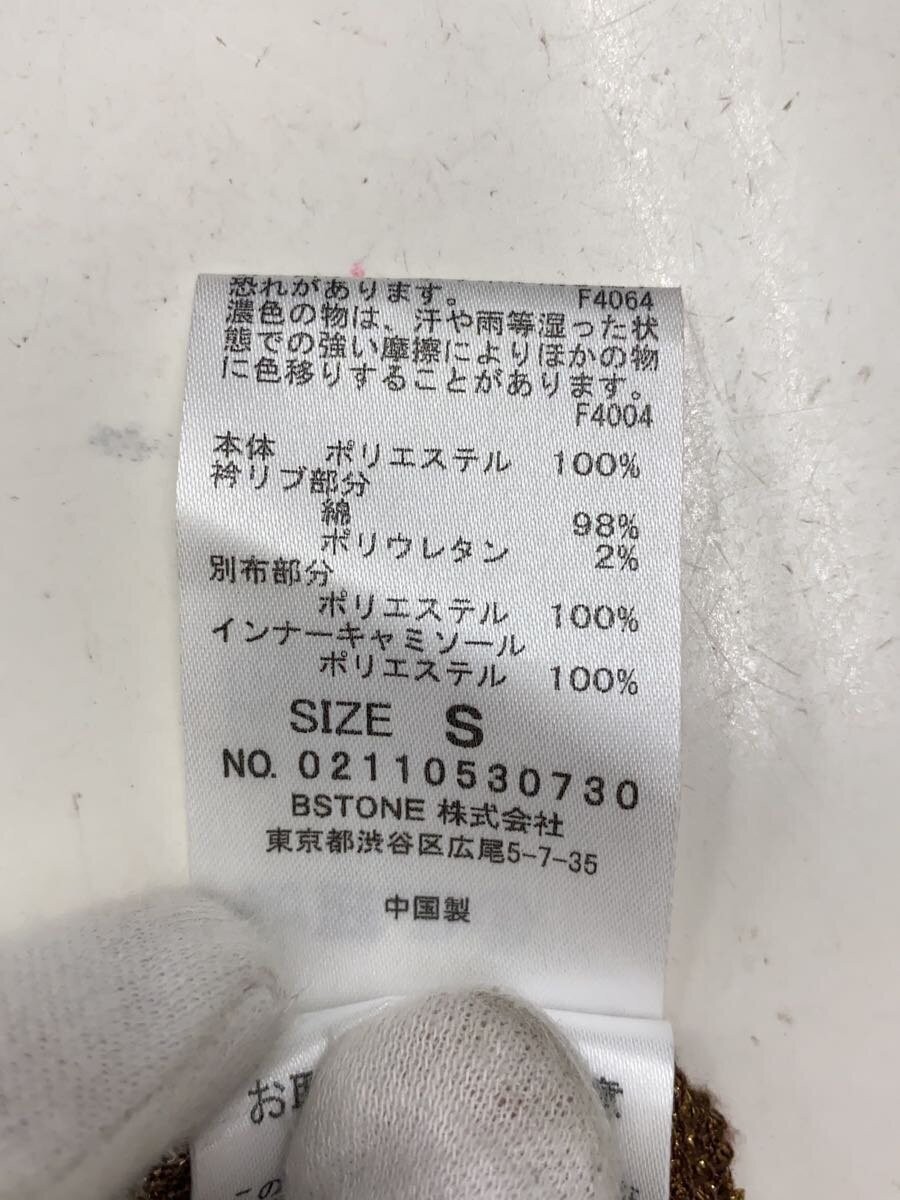 恐れがあります。 F4064
濃色の物は、汗や雨等湿った状
態での強い摩擦によりほかの物
に色移りすることがあります。
F4004
本体 ポリエステル 100%
衿リブ部分
綿 98%
ポリウレタン 2%
別布部分
ポリエステル 100%
インナーキャミソール
ポリエステル 100%
SIZE S
NO. 02110530730
BSTONE 株式会社
東京都渋谷区広尾5-7-35
中国製
お